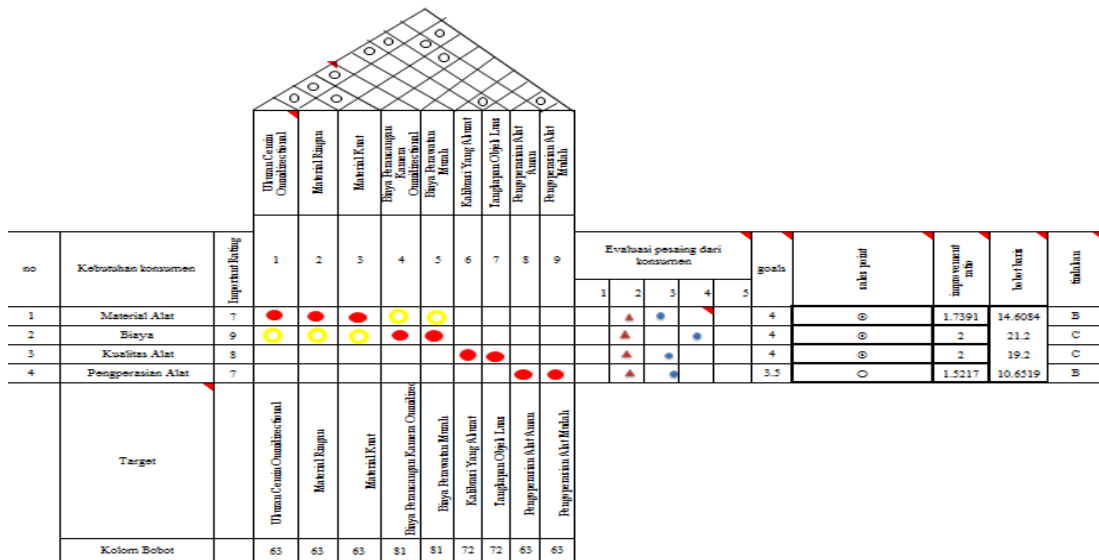 Ukuran Cermin Omnidirectional
Material Ringan
Material Kuat
Biaya Perancangan Kamera Omnidirectional
Biaya Perawatan Murah
Kalibrasi Yang Akurat
Tangkapan Objek Luas
Pengoperasian Alat Aman
Pengoperasian Alat Mudah
no Kebutuhan konsumen Important Rating 1 2 3 4 5 6 7 8 9 Evaluasi pesaing dari konsumen goals sales point improvement ratio bobot baris tindakan
1 2 3 4 5
1 Material Alat 7 4 1.7391 14.6084 B
2 Biaya 9 4 2 21.2 C
3 Kualitas Alat 8 4 2 19.2 C
4 Pengperasian Alat 7 3.5 1.5217 10.6519 B
Target
Ukuran Cermin Omnidirectional
Material Ringan
Material Kuat
Biaya Perancangan Kamera Omnidirec
Biaya Perawatan Murah
Kalibrasi Yang Akurat
Tangkapan Objek Luas
Pengoperasian Alat Aman
Pengoperasian Alat Mudah
Kolom Bobot 63 63 63 81 81 72 72 63 63